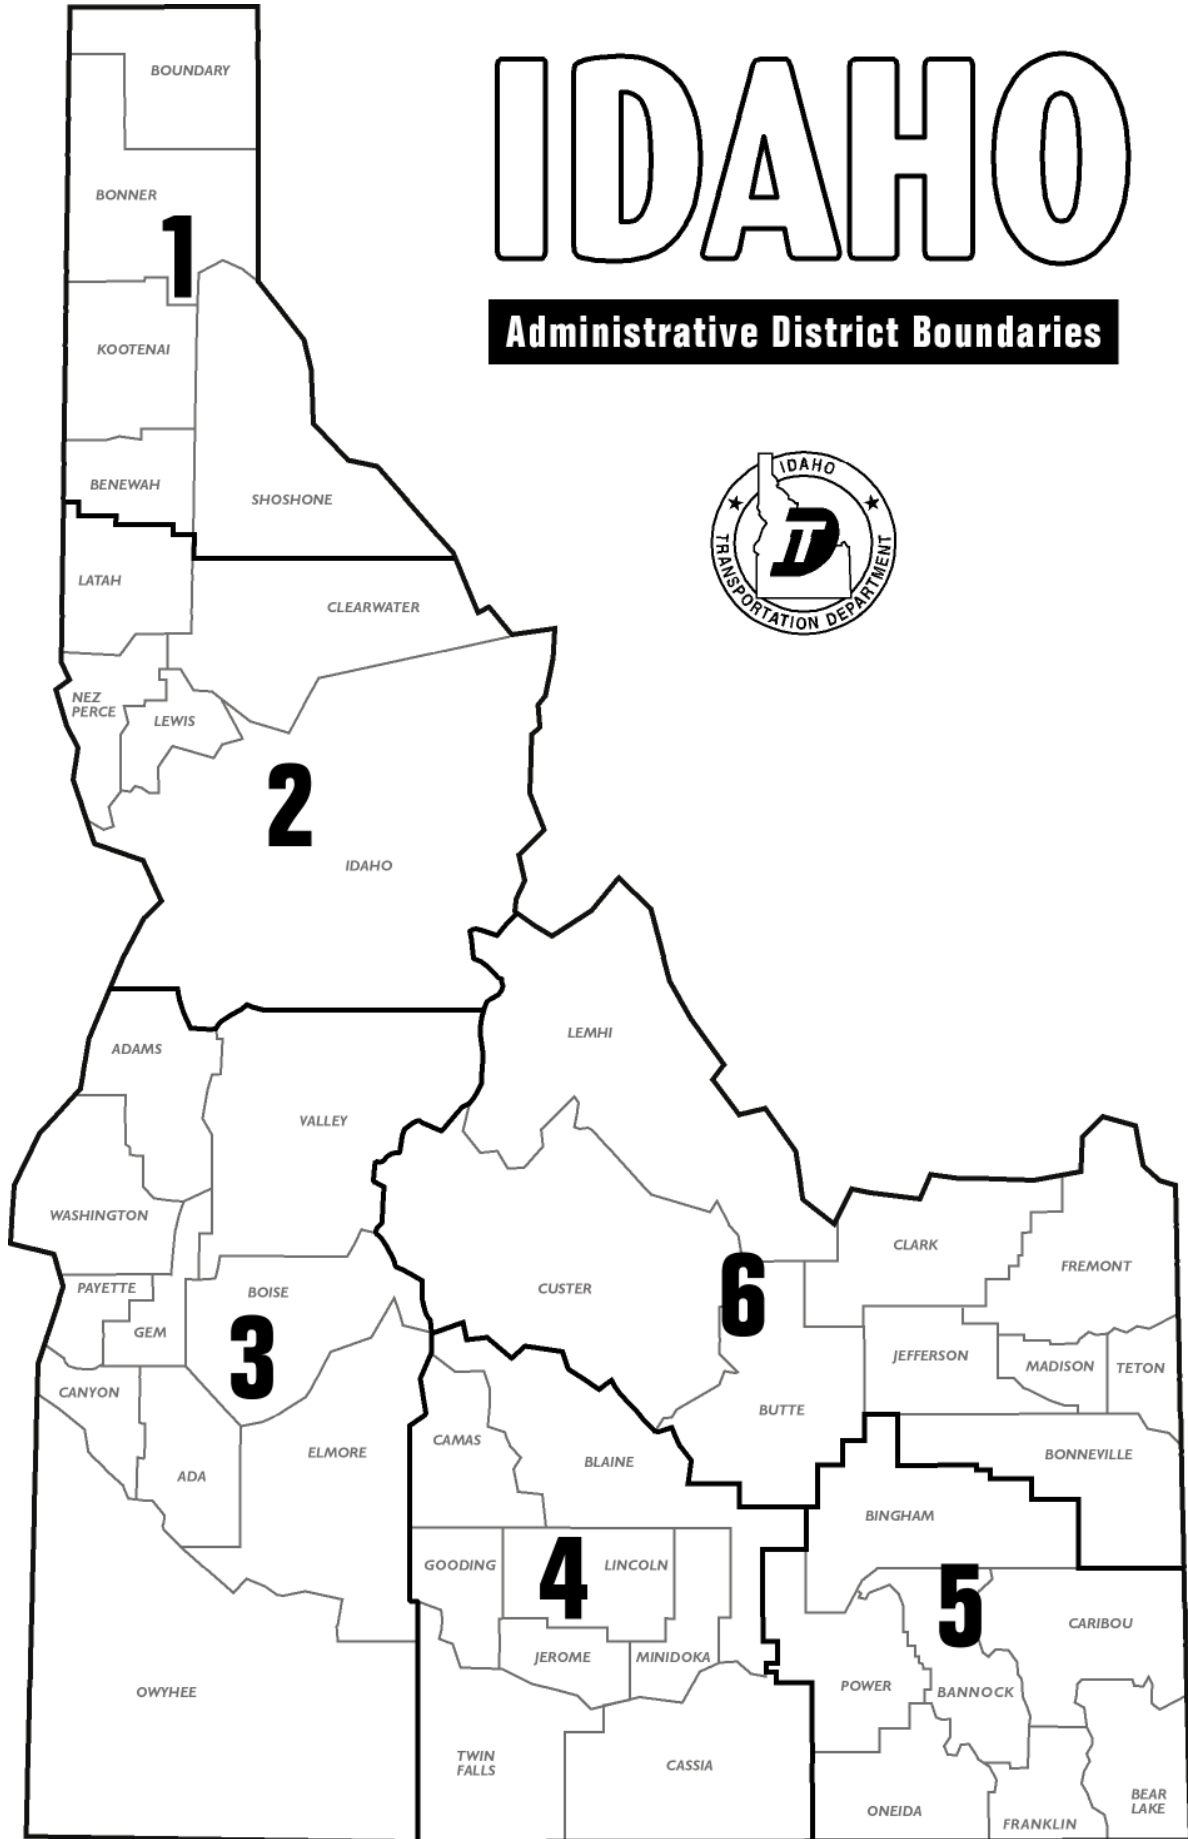 IDAHO
Administrative District Boundaries
IDAHO
TRANSPORTATION DEPARTMENT
BOUNDARY
BONNER
1
KOOTENAI
BENEWAH
SHOSHONE
LATAH
CLEARWATER
NEZ
PERCE
LEWIS
2
IDAHO
LEMHI
ADAMS
VALLEY
WASHINGTON
CLARK
FREMONT
PAYETTE
BOISE
CUSTER
6
GEM
3
JEFFERSON
MADISON
TETON
CANYON
BUTTE
CAMAS
ELMORE
BLAINE
BONNEVILLE
ADA
BINGHAM
GOODING
4
LINCOLN
5
CARIBOU
JEROME
MINIDOKA
POWER
BANNOCK
OWYHEE
TWIN
FALLS
CASSIA
BEAR
LAKE
ONEIDA
FRANKLIN